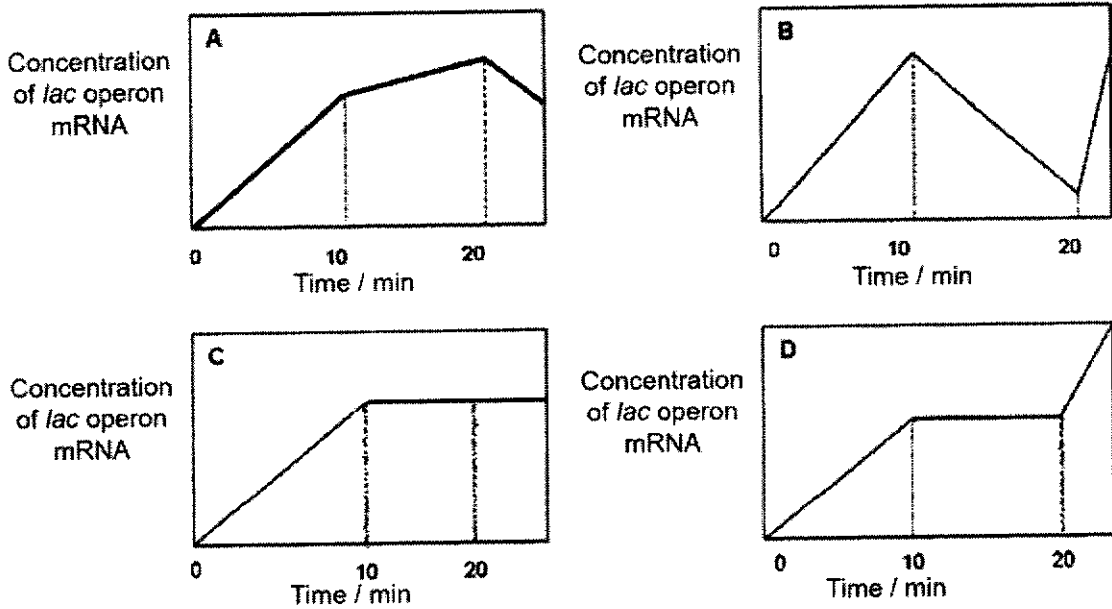 A
Concentration
of lac operon
mRNA
0 10 20
Time / min
B
Concentration
of lac operon
mRNA
0 10 20
Time / min
C
Concentration
of lac operon
mRNA
0 10 20
Time / min
D
Concentration
of lac operon
mRNA
0 10 20
Time / min